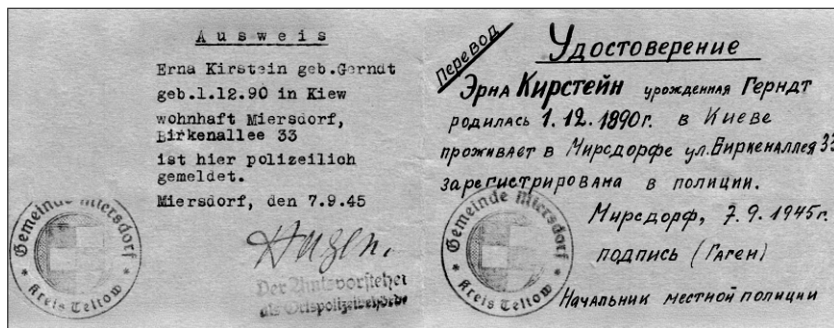 Ausweis
Erna Kirstein geb.Gerndt
geb.1.12.90 in Kiew
wohnhaft Miersdorf,
Birkenallee 33
ist hier polizeilich
gemeldet.
Miersdorf, den 7.9.45
Hagen.
Der Amtsvorsteher
als Ortspolizeibehörde
Gemeinde Miersdorf
* Kreis Teltow *
Перевод
Удостоверение
Эрна Кирстейн урожденная Герндт
родилась 1.12.1890г. в Киеве
проживает в Мирсдорфе ул.Биркеналлея 33
зарегистрирована в полиции.
Мирсдорф, 7.9.1945г.
подпись (Гаген)
Начальник местной полиции
Gemeinde Miersdorf
* Kreis Teltow *